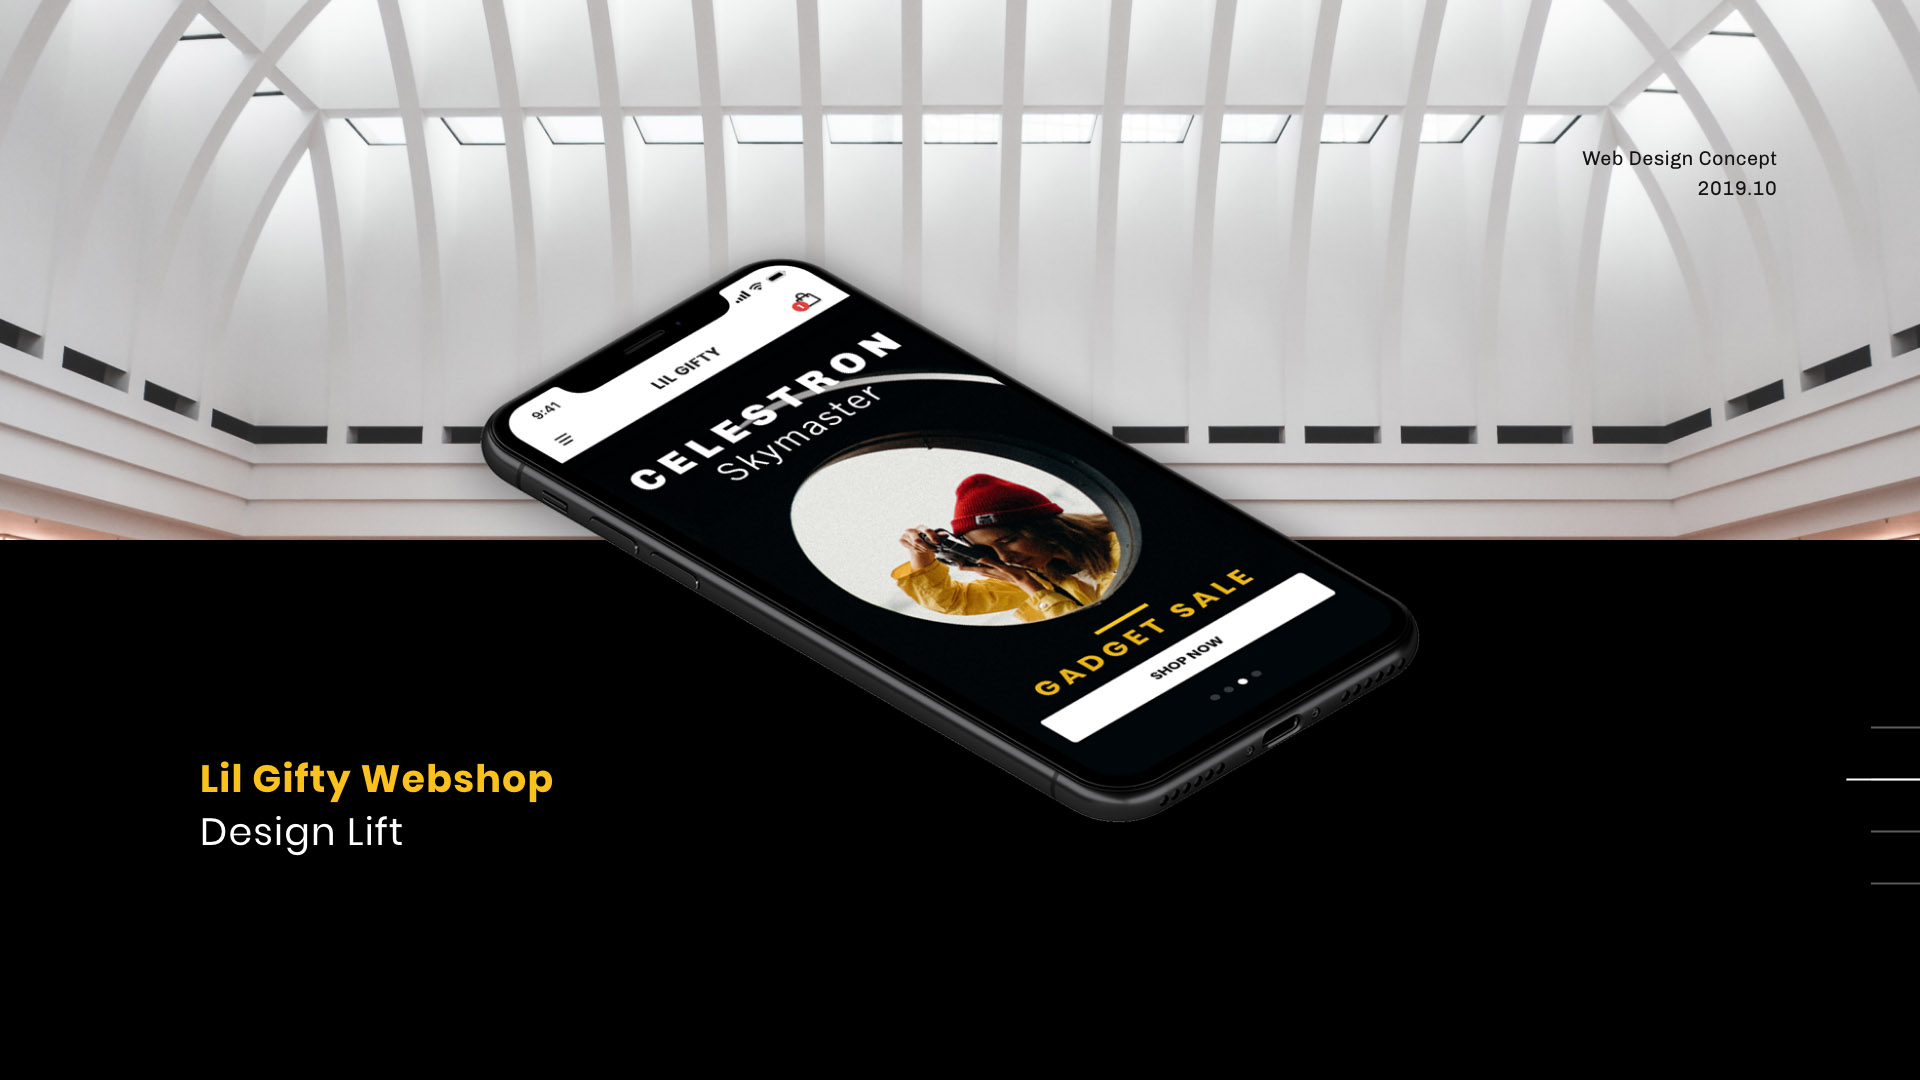 Web Design Concept
2019.10
9:41
LIL GIFTY
CELESTRON
Skymaster
GADGET SALE
SHOP NOW
Lil Gifty Webshop
Design Lift